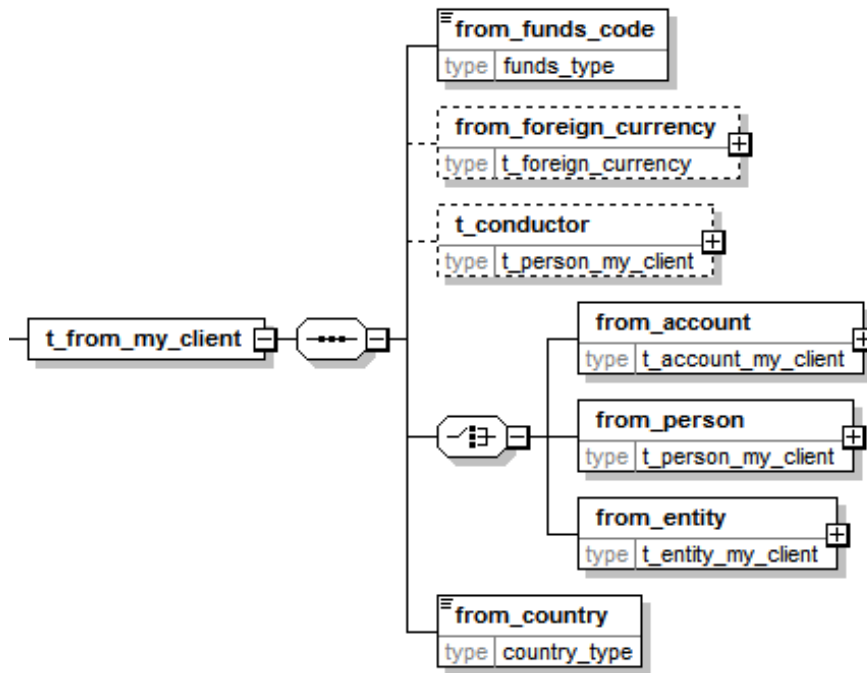 from_funds_code
type funds_type
from_foreign_currency
type t_foreign_currency
t_conductor
type t_person_my_client
t_from_my_client
from_account
type t_account_my_client
from_person
type t_person_my_client
from_entity
type t_entity_my_client
from_country
type country_type